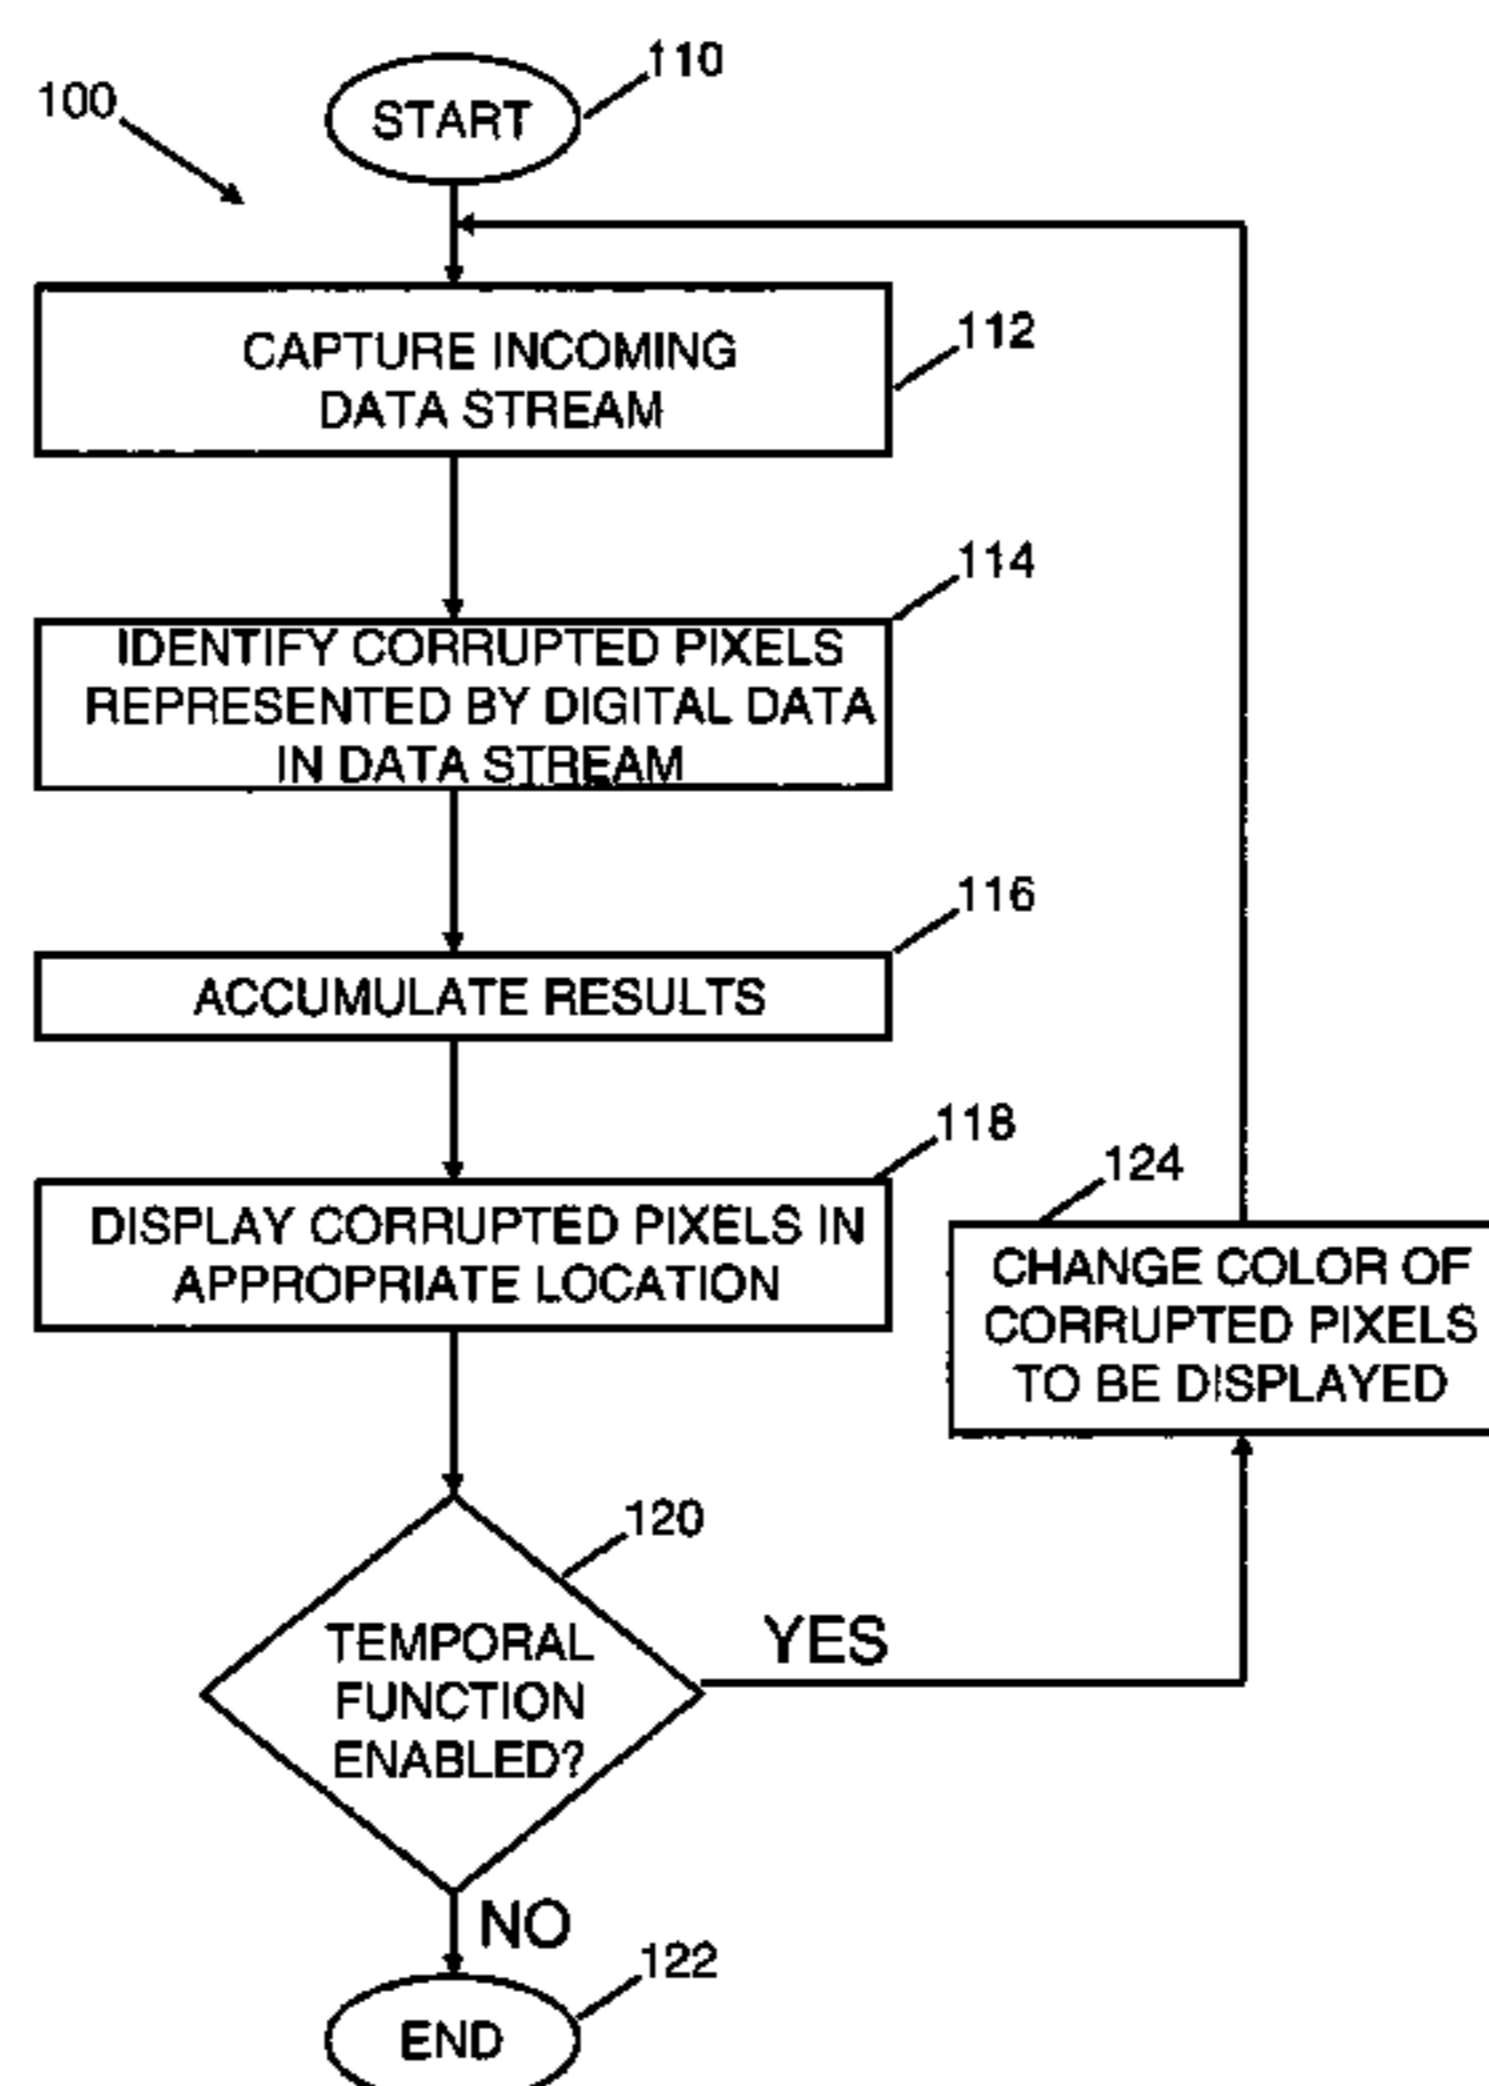 100
START
110
CAPTURE INCOMING
DATA STREAM
112
IDENTIFY CORRUPTED PIXELS
REPRESENTED BY DIGITAL DATA
IN DATA STREAM
114
ACCUMULATE RESULTS
116
DISPLAY CORRUPTED PIXELS IN
APPROPRIATE LOCATION
118
CHANGE COLOR OF
CORRUPTED PIXELS
TO BE DISPLAYED
124
TEMPORAL
FUNCTION
ENABLED?
120
YES
NO
END
122